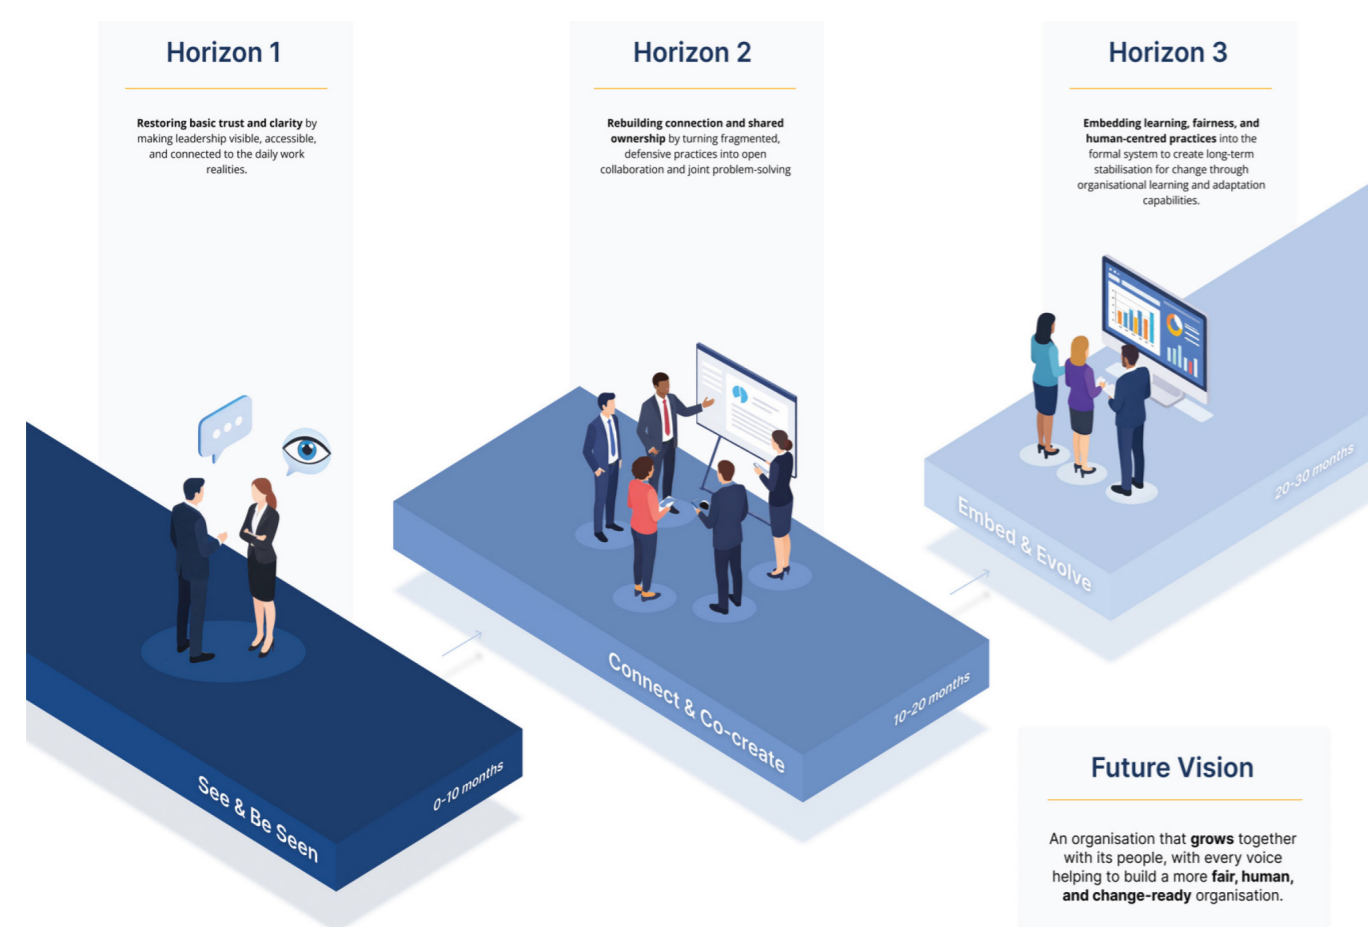 Horizon 1
Restoring basic trust and clarity by
making leadership visible, accessible,
and connected to the daily work
realities.
Horizon 2
Rebuilding connection and shared
ownership by turning fragmented,
defensive practices into open
collaboration and joint problem-solving
Horizon 3
Embedding learning, fairness, and
human-centred practices into the
formal system to create long-term
stabilisation for change through
organisational learning and adaptation
capabilities.
See & Be Seen
0-10 months
Connect & Co-create
10-20 months
Embed & Evolve
20-30 months
Future Vision
An organisation that grows together
with its people, with every voice
helping to build a more fair, human,
and change-ready organisation.